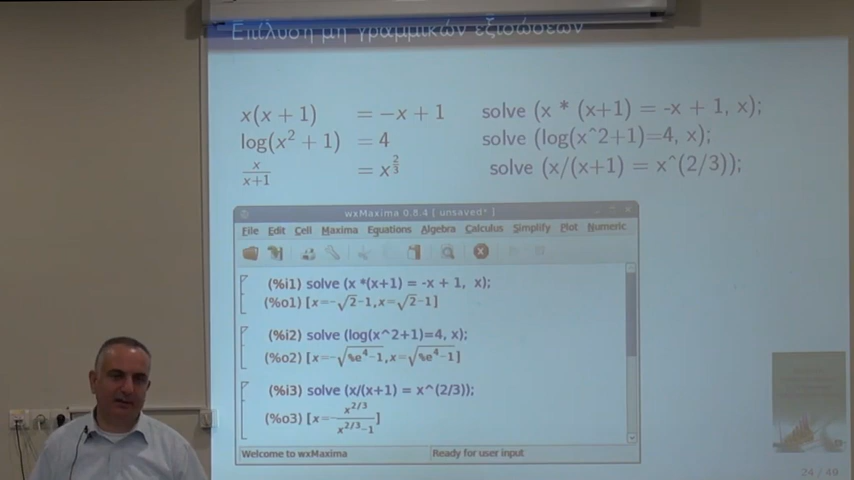 Επίλυση μη γραμμικών εξισώσεων
x(x + 1) = −x + 1 solve (x * (x+1) = -x + 1, x);
log(x² + 1) = 4 solve (log(x^2+1)=4, x);
x/(x+1) = x^(2/3) solve (x/(x+1) = x^(2/3));
wxMaxima 0.8.4 [ unsaved* ]
File Edit Cell Maxima Equations Algebra Calculus Simplify Plot Numeric
(%i1) solve (x *(x+1) = -x + 1, x);
(%o1) [x=-√2-1,x=√2-1]
(%i2) solve (log(x^2+1)=4, x);
(%o2) [x=-√(%e⁴-1),x=√(%e⁴-1)]
(%i3) solve (x/(x+1) = x^(2/3));
(%o3) [x=-x^(2/3)/(x^(2/3)-1)]
Welcome to wxMaxima Ready for user input
24 / 49